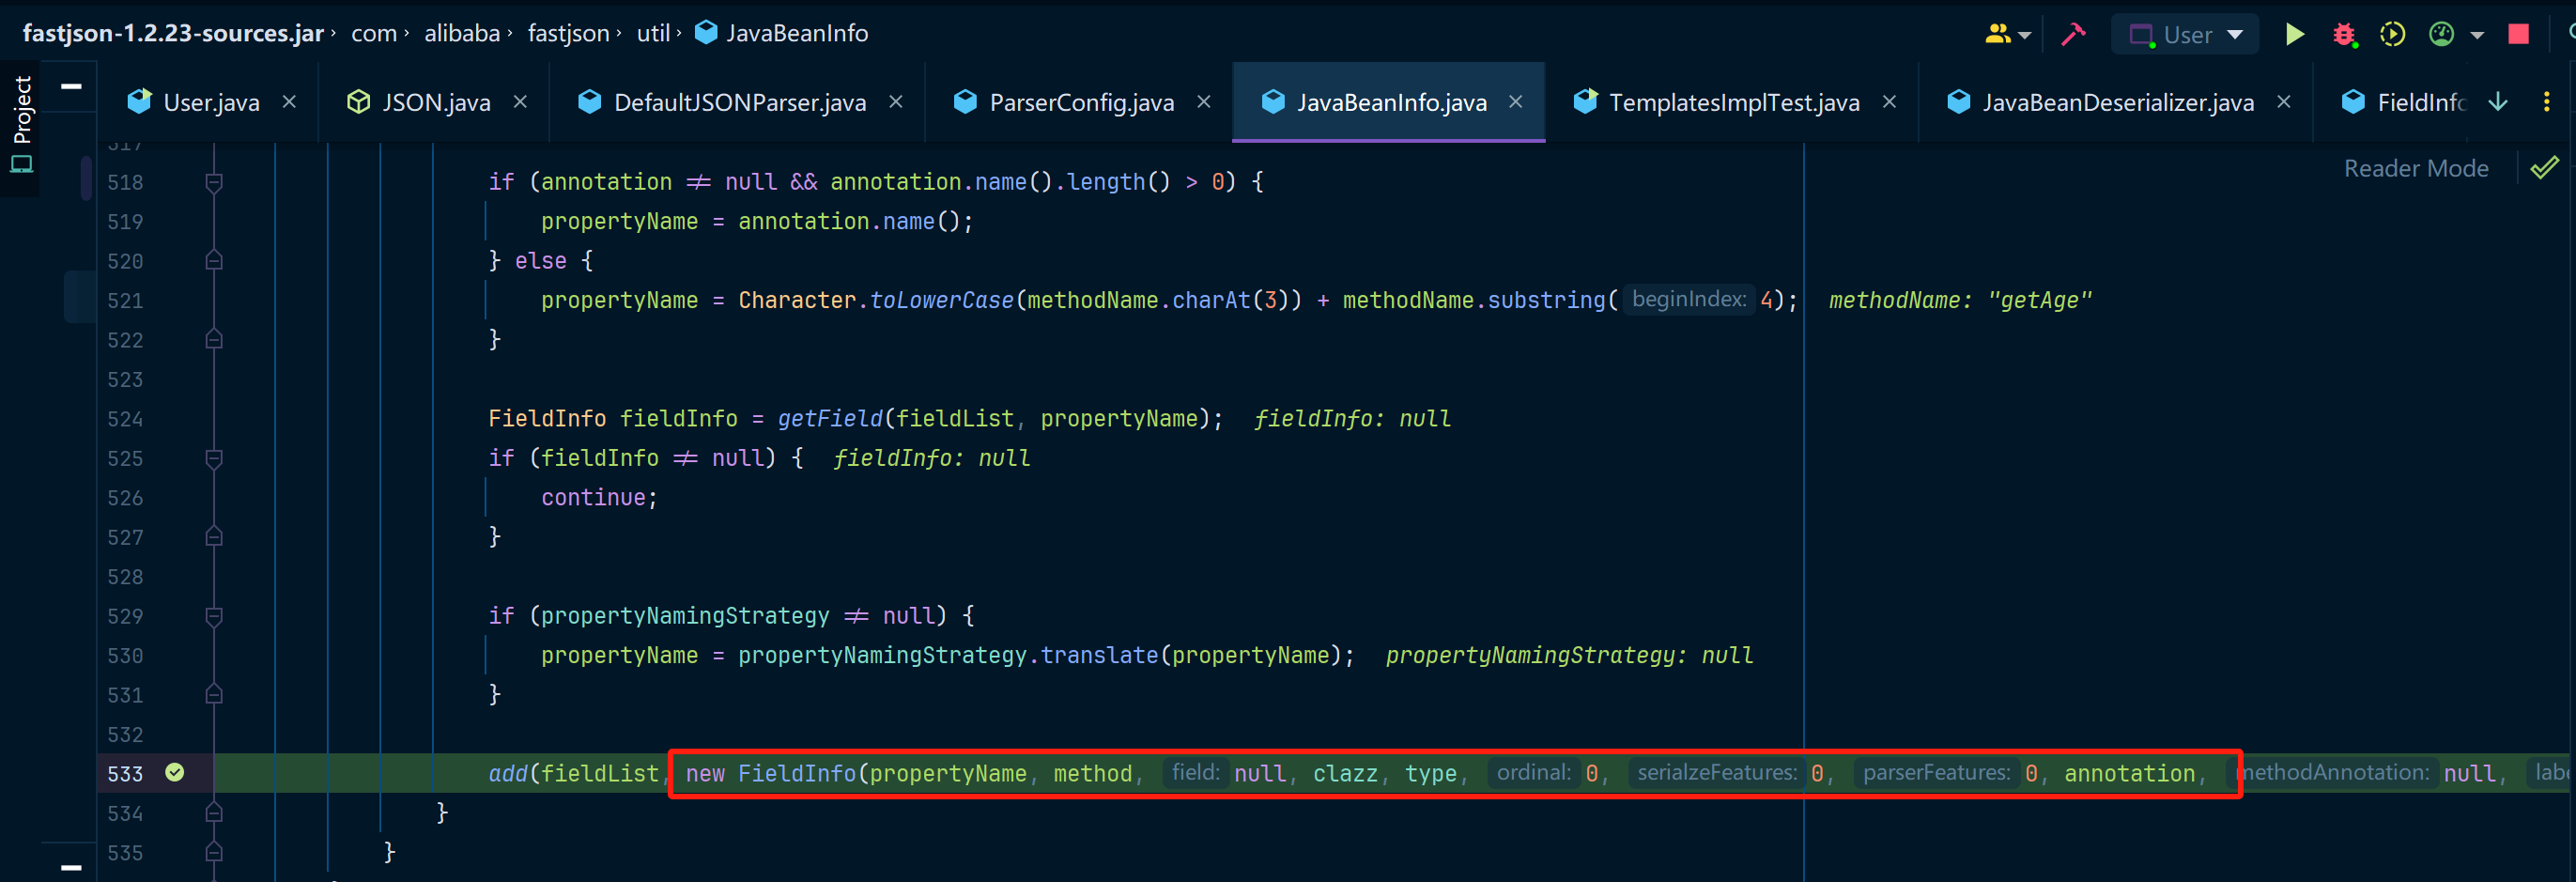 fastjson-1.2.23-sources.jar › com › alibaba › fastjson › util › JavaBeanInfo
User
Project
User.java
JSON.java
DefaultJSONParser.java
ParserConfig.java
JavaBeanInfo.java
TemplatesImplTest.java
JavaBeanDeserializer.java
FieldInfo
Reader Mode
517
518 if (annotation ≠ null && annotation.name().length() > 0) {
519 propertyName = annotation.name();
520 } else {
521 propertyName = Character.toLowerCase(methodName.charAt(3)) + methodName.substring( beginIndex: 4); methodName: "getAge"
522 }
523
524 FieldInfo fieldInfo = getField(fieldList, propertyName); fieldInfo: null
525 if (fieldInfo ≠ null) { fieldInfo: null
526 continue;
527 }
528
529 if (propertyNamingStrategy ≠ null) {
530 propertyName = propertyNamingStrategy.translate(propertyName); propertyNamingStrategy: null
531 }
532
533 add(fieldList, new FieldInfo(propertyName, method, field: null, clazz, type, ordinal: 0, serialzeFeatures: 0, parserFeatures: 0, annotation, methodAnnotation: null, labe
534 }
535 }